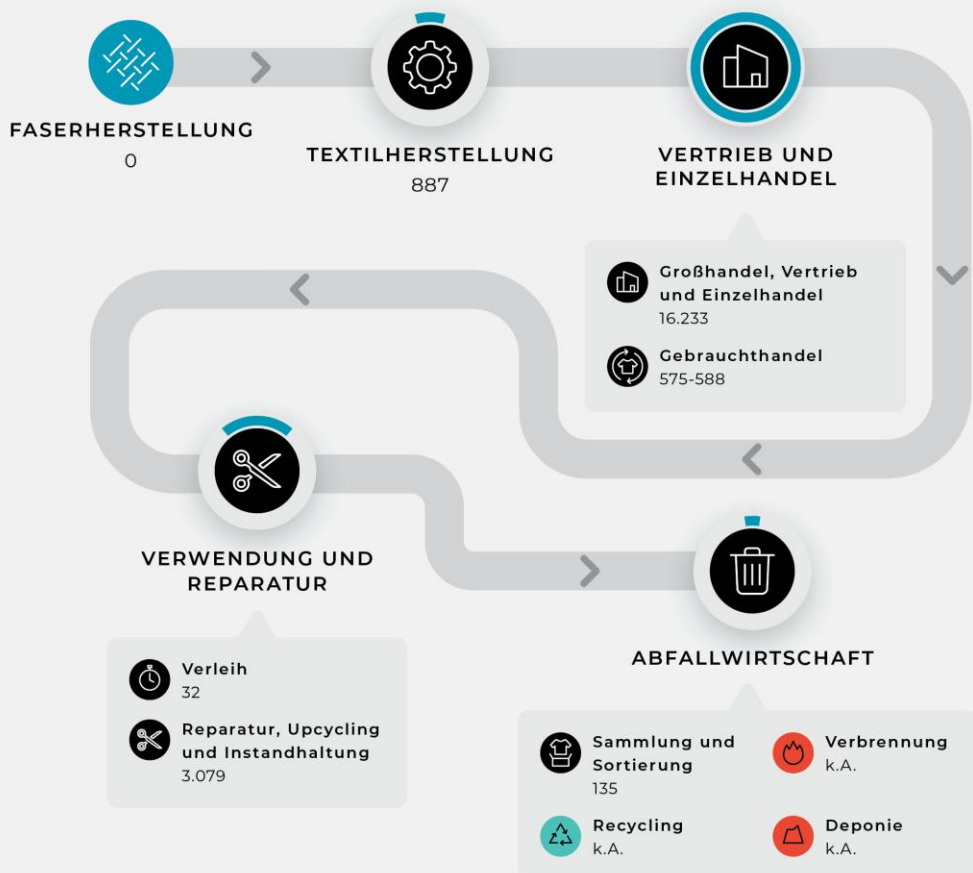 FASERHERSTELLUNG
0
TEXTILHERSTELLUNG
887
VERTRIEB UND
EINZELHANDEL
Großhandel, Vertrieb
und Einzelhandel
16.233
Gebrauchthandel
575-588
VERWENDUNG UND
REPARATUR
Verleih
32
Reparatur, Upcycling
und Instandhaltung
3.079
ABFALLWIRTSCHAFT
Sammlung und
Sortierung
135
Verbrennung
k.A.
Recycling
k.A.
Deponie
k.A.